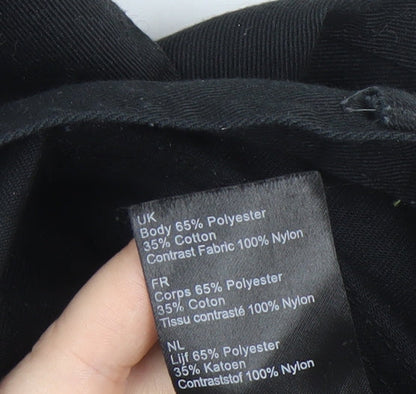 UK
Body 65% Polyester
35% Cotton
Contrast Fabric 100% Nylon
FR
Corps 65% Polyester
35% Coton
Tissu contrasté 100% Nylon
NL
Lijf 65% Polyester
35% Katoen
Contraststof 100% Nylon